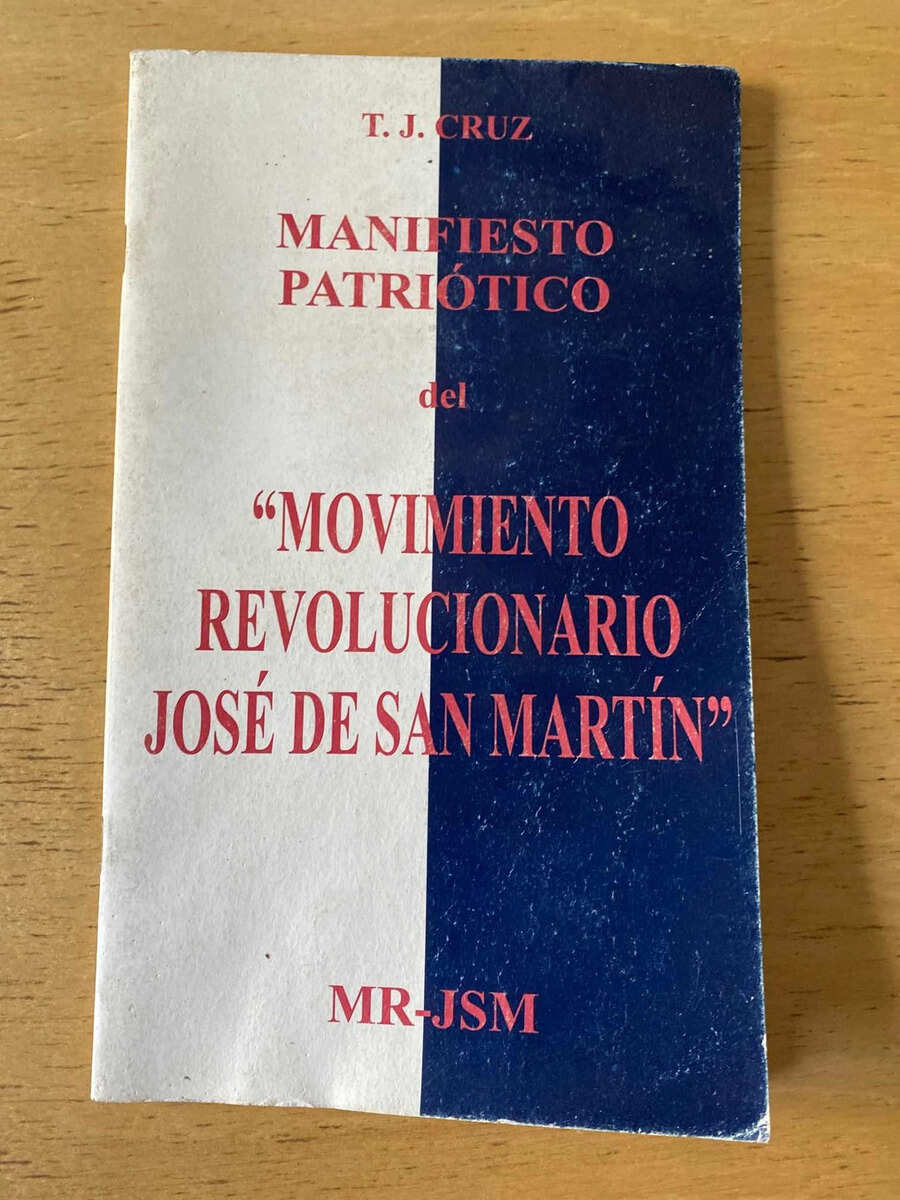 T. J. CRUZ
MANIFIESTO
PATRIÓTICO
del
“MOVIMIENTO
REVOLUCIONARIO
JOSÉ DE SAN MARTÍN”
MR-JSM